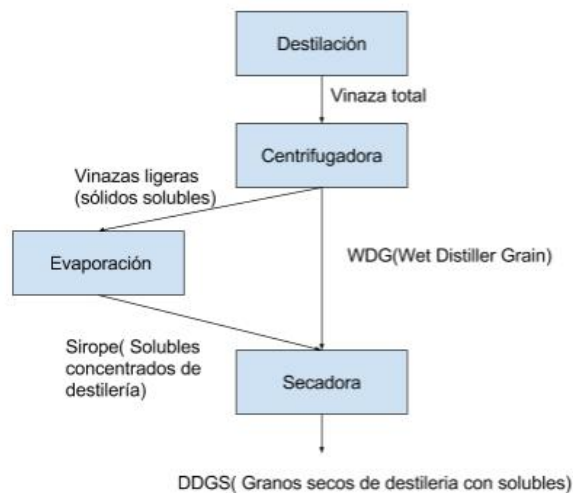 Destilación
Vinaza total
Centrifugadora
Vinazas ligeras
(sólidos solubles)
Evaporación
WDG(Wet Distiller Grain)
Sirope( Solubles
concentrados de
destilería)
Secadora
DDGS( Granos secos de destileria con solubles)